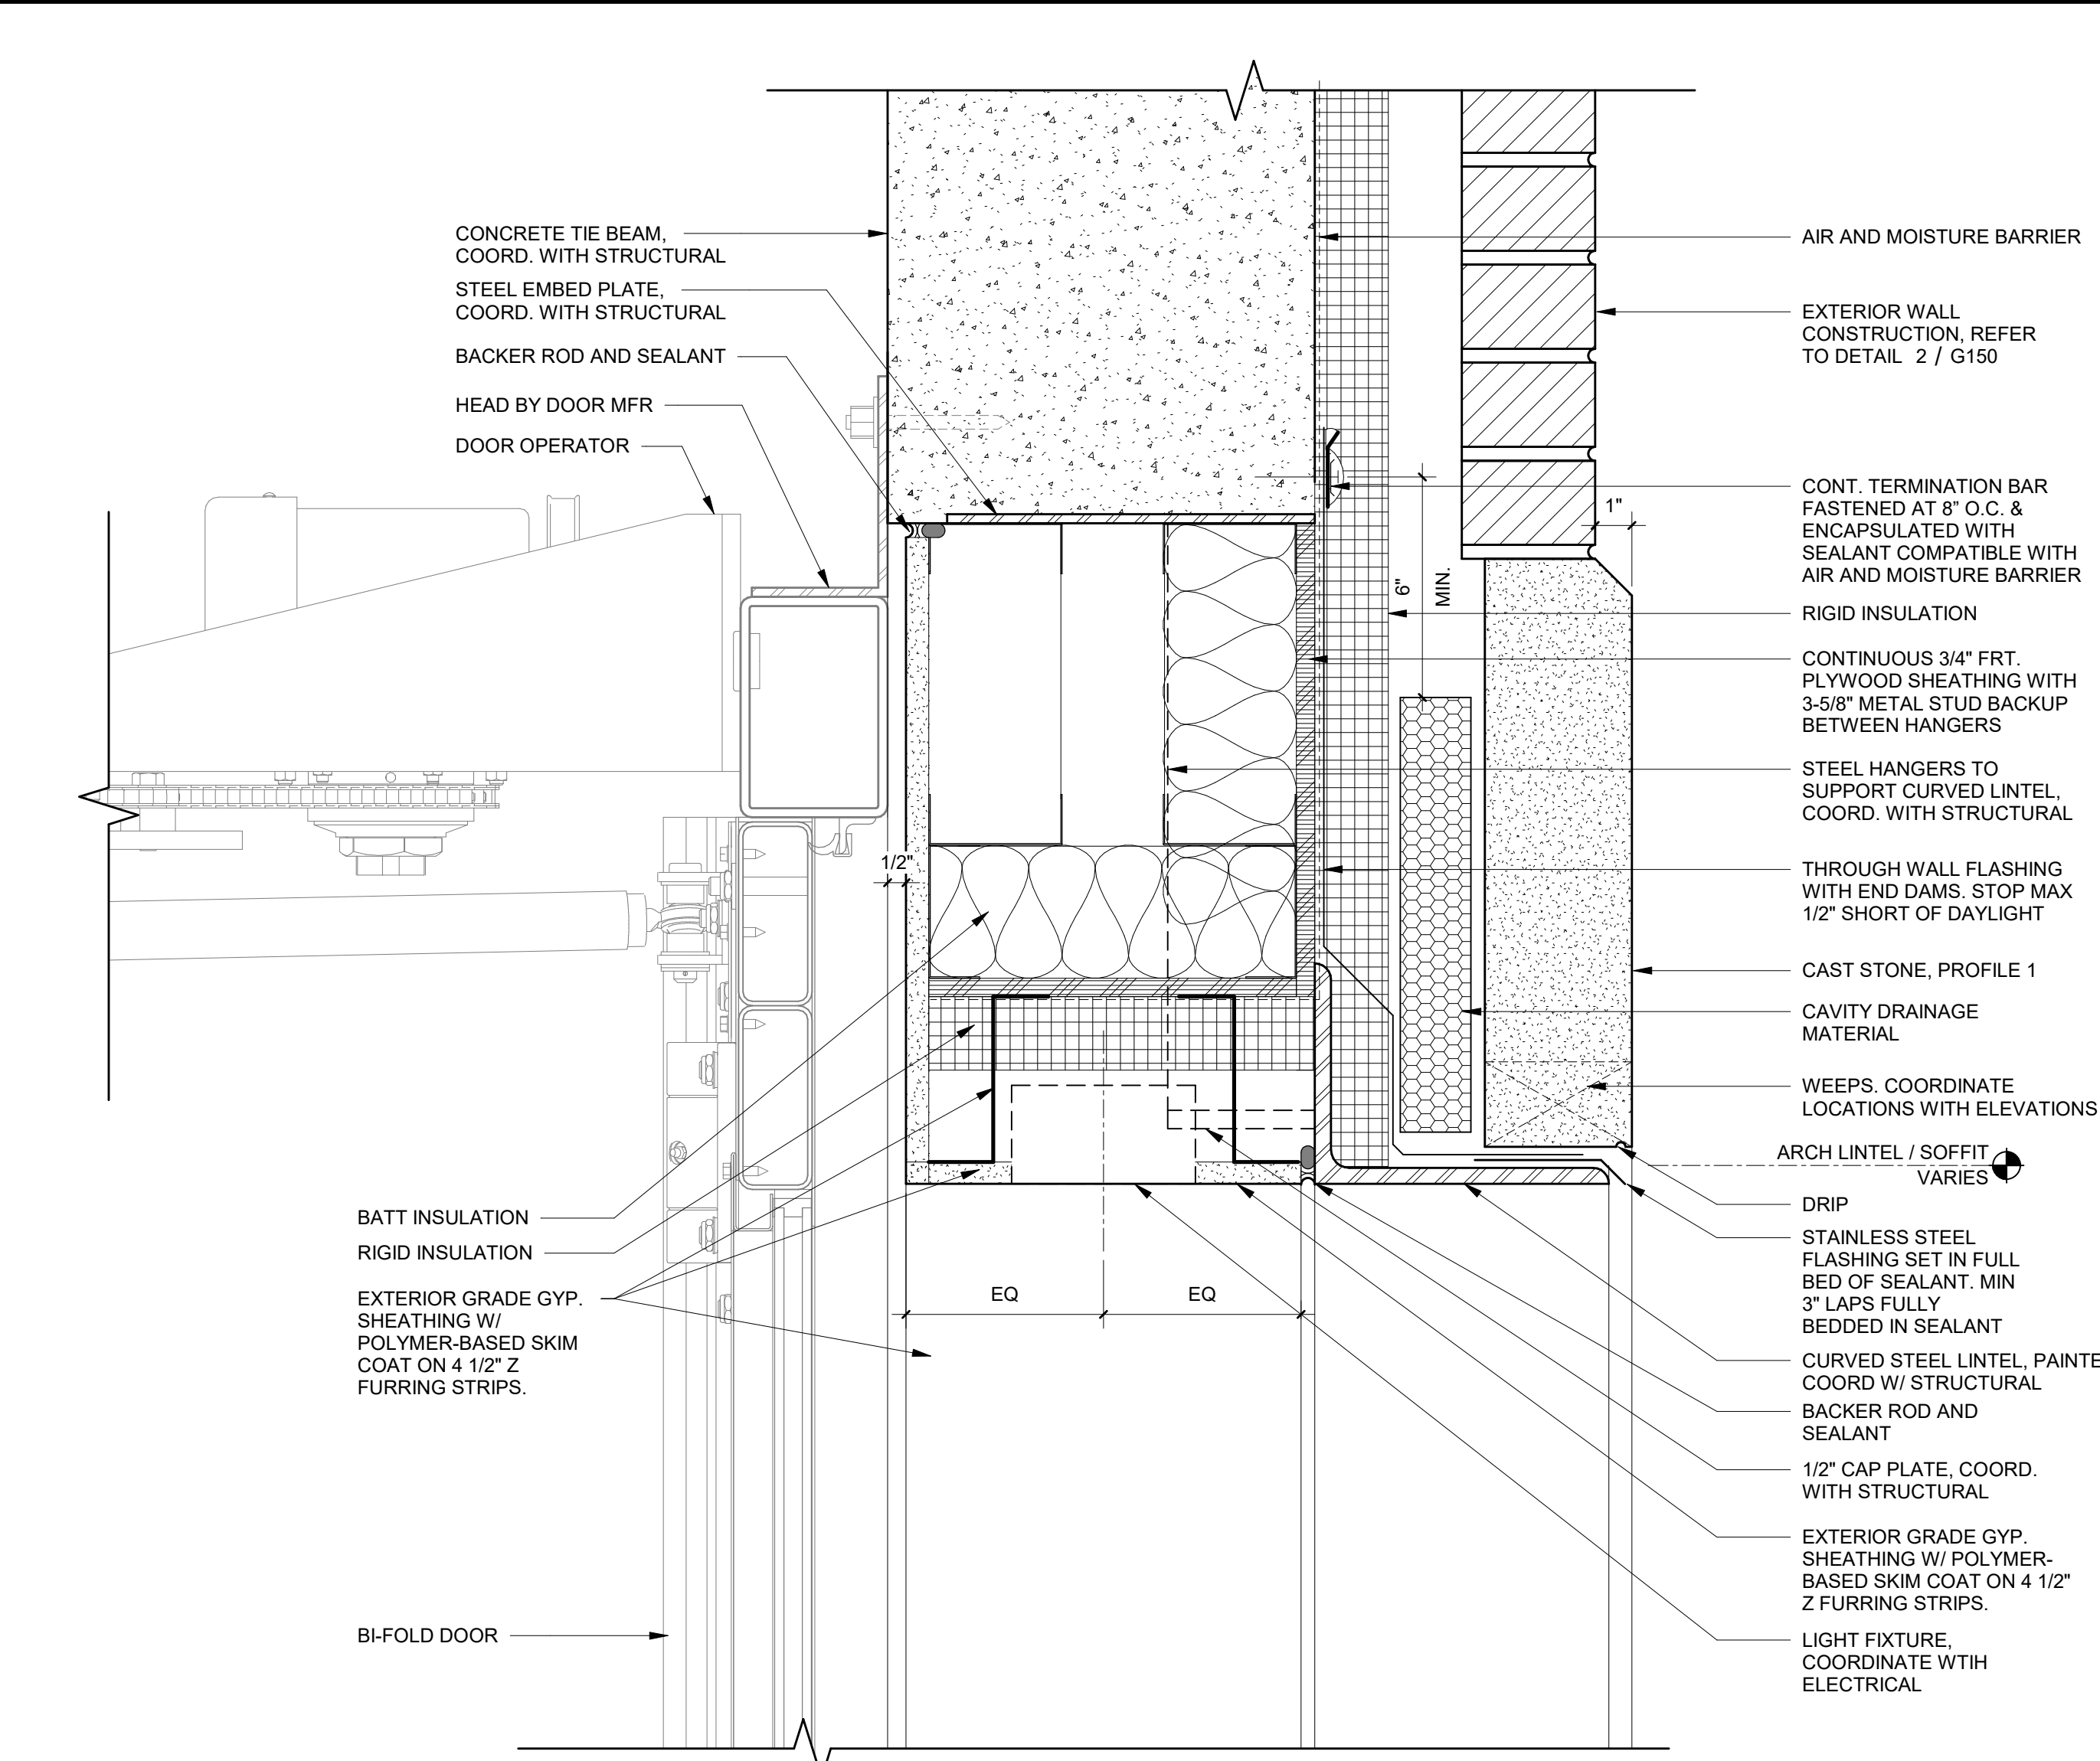 CONCRETE TIE BEAM,
COORD. WITH STRUCTURAL
STEEL EMBED PLATE,
COORD. WITH STRUCTURAL
BACKER ROD AND SEALANT
HEAD BY DOOR MFR
DOOR OPERATOR
1/2"
BATT INSULATION
RIGID INSULATION
EXTERIOR GRADE GYP.
SHEATHING W/
POLYMER-BASED SKIM
COAT ON 4 1/2" Z
FURRING STRIPS.
BI-FOLD DOOR
EQ
EQ
6"
MIN.
1"
AIR AND MOISTURE BARRIER
EXTERIOR WALL
CONSTRUCTION, REFER
TO DETAIL 2 / G150
CONT. TERMINATION BAR
FASTENED AT 8” O.C. &
ENCAPSULATED WITH
SEALANT COMPATIBLE WITH
AIR AND MOISTURE BARRIER
RIGID INSULATION
CONTINUOUS 3/4" FRT.
PLYWOOD SHEATHING WITH
3-5/8" METAL STUD BACKUP
BETWEEN HANGERS
STEEL HANGERS TO
SUPPORT CURVED LINTEL,
COORD. WITH STRUCTURAL
THROUGH WALL FLASHING
WITH END DAMS. STOP MAX
1/2" SHORT OF DAYLIGHT
CAST STONE, PROFILE 1
CAVITY DRAINAGE
MATERIAL
WEEPS. COORDINATE
LOCATIONS WITH ELEVATIONS
ARCH LINTEL / SOFFIT
VARIES
DRIP
STAINLESS STEEL
FLASHING SET IN FULL
BED OF SEALANT. MIN
3" LAPS FULLY
BEDDED IN SEALANT
CURVED STEEL LINTEL, PAINTE
COORD W/ STRUCTURAL
BACKER ROD AND
SEALANT
1/2" CAP PLATE, COORD.
WITH STRUCTURAL
EXTERIOR GRADE GYP.
SHEATHING W/ POLYMER-
BASED SKIM COAT ON 4 1/2"
Z FURRING STRIPS.
LIGHT FIXTURE,
COORDINATE WTIH
ELECTRICAL